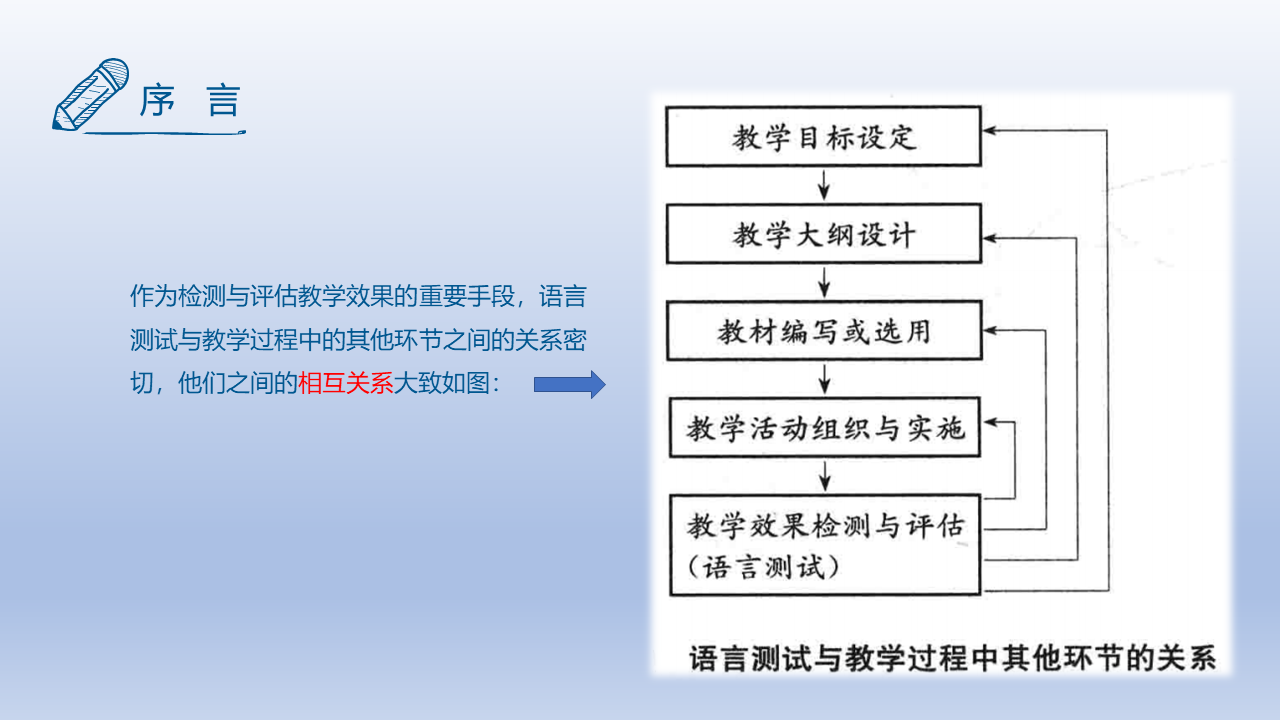 序 言
作为检测与评估教学效果的重要手段，语言
测试与教学过程中的其他环节之间的关系密
切，他们之间的相互关系大致如图：
教学目标设定
教学大纲设计
教材编写或选用
教学活动组织与实施
教学效果检测与评估
（语言测试）
语言测试与教学过程中其他环节的关系